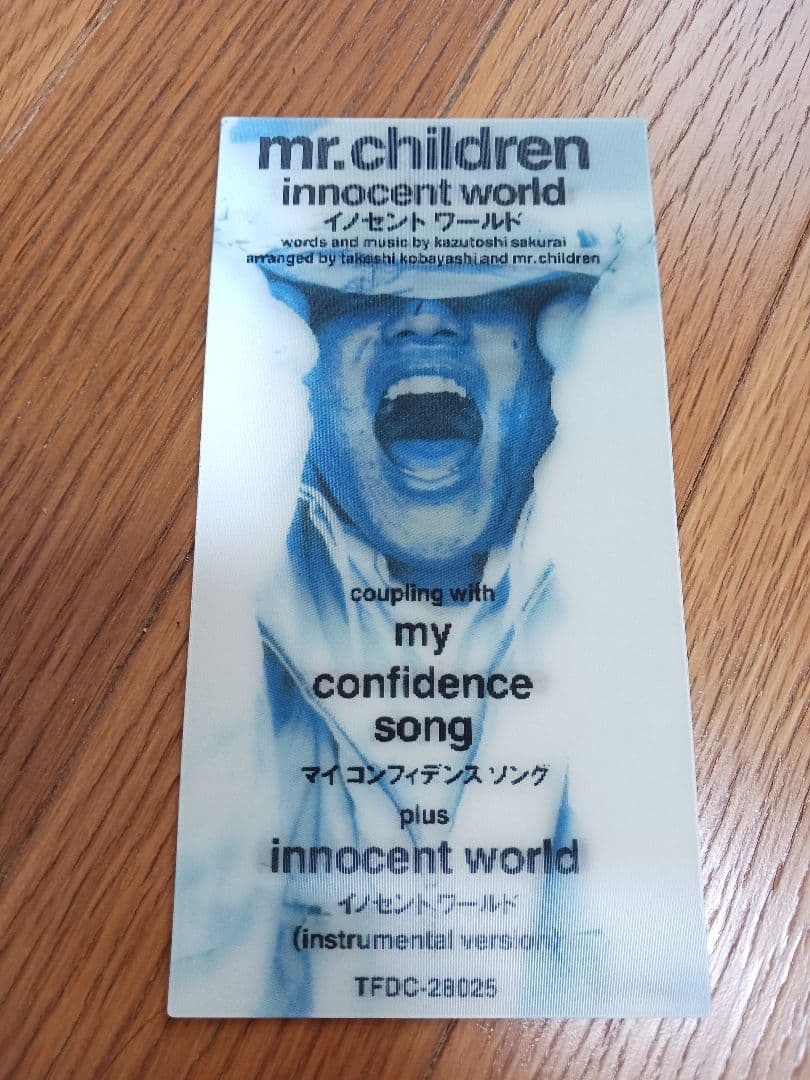 mr.children
innocent world
イノセント ワールド
words and music by kazutoshi sakurai
arranged by takeshi kobayashi and mr.children
coupling with
my
confidence
song
マイ コンフィデンス ソング
plus
innocent world
イノセント ワールド
(instrumental version)
TFDC-28025